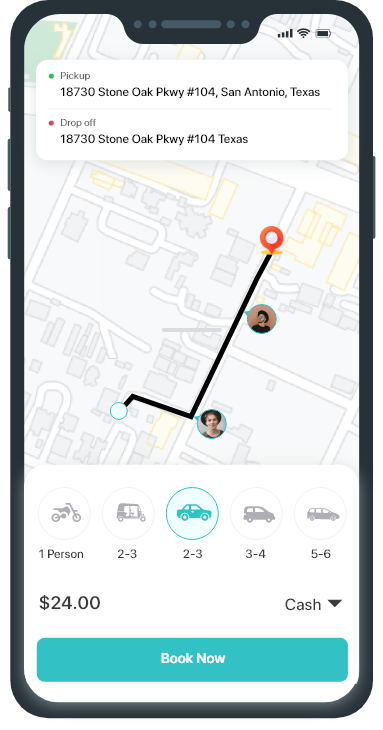 Pickup
18730 Stone Oak Pkwy #104, San Antonio, Texas
Drop off
18730 Stone Oak Pkwy #104 Texas
1 Person
2-3
2-3
3-4
5-6
$24.00
Cash
Book Now